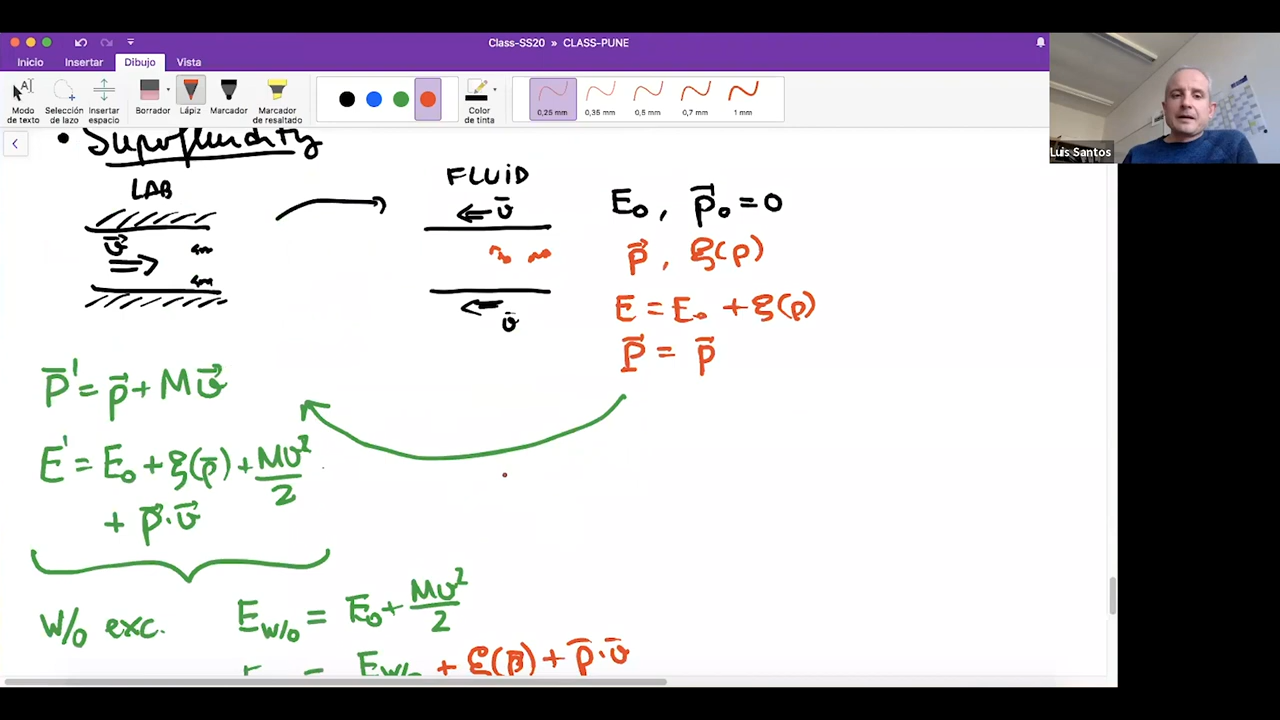 Class-SS20 » CLASS-PUNE
Inicio Insertar Dibujo Vista
Modo de texto
Selección de lazo
Insertar espacio
Borrador
Lápiz
Marcador
Marcador de resaltado
Color de tinta
0,25 mm 0,35 mm 0,5 mm 0,7 mm 1 mm
Luis Santos
• Superfluidity
LAB
FLUID
v⃗
v̄
v̄
E₀, p⃗₀ = 0
p⃗, ξ(p)
E = E₀ + ξ(p)
P⃗ = p⃗
P̄' = p⃗ + M v⃗
E' = E₀ + ξ(p̄) + Mv²/2
+ p⃗·v⃗
w/o exc. E_w/o = E₀ + Mv²/2
= E_w/o + ξ(p̄) + p̄·v̄